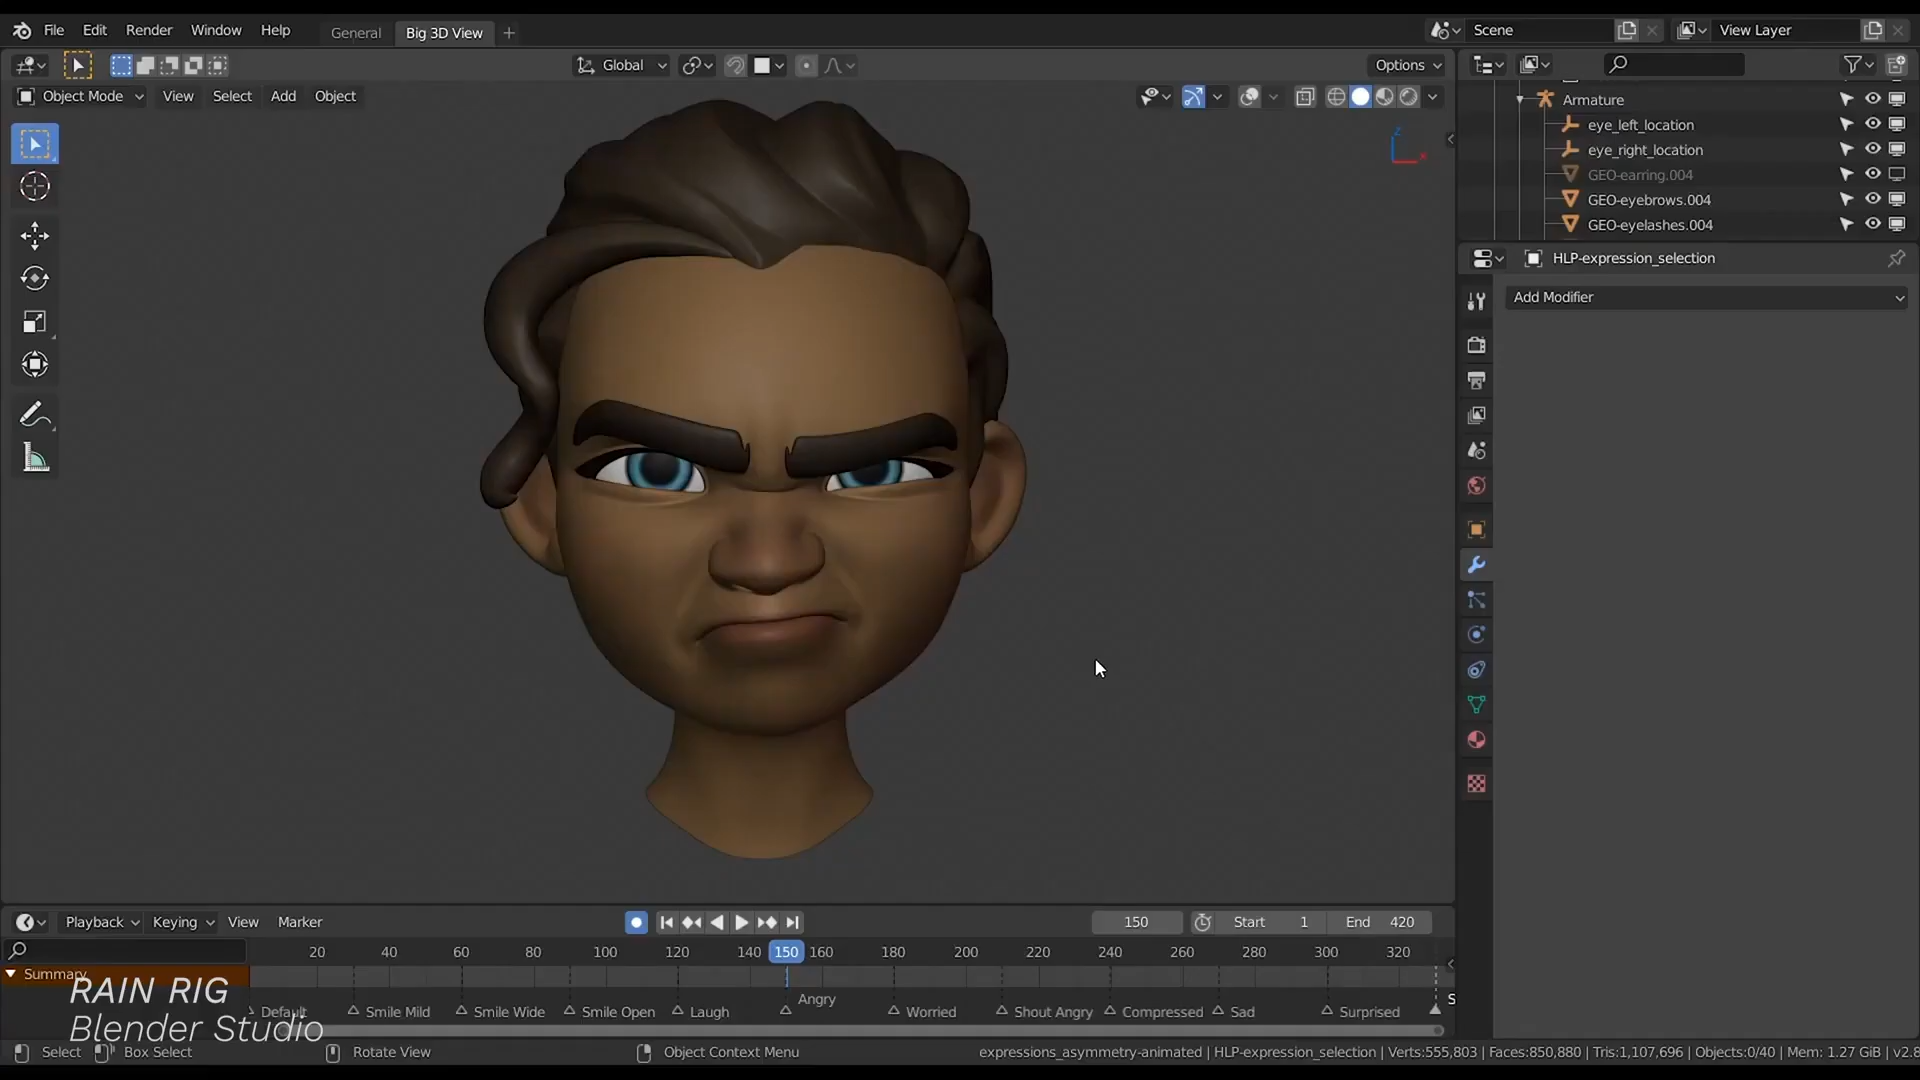 File Edit Render Window Help General Big 3D View Scene View Layer
Global Options
Object Mode View Select Add Object
Armature
eye_left_location
eye_right_location
GEO-earring.004
GEO-eyebrows.004
GEO-eyelashes.004
HLP-expression_selection
Add Modifier
Z
X
Playback Keying View Marker 150 Start 1 End 420
20 40 60 80 100 120 140 150 160 180 200 220 240 260 280 300 320
Summary
RAIN RIG
Blender Studio
Angry
Default Smile Mild Smile Wide Smile Open Laugh Worried Shout Angry Compressed Sad Surprised
Select Box Select Rotate View Object Context Menu expressions_asymmetry-animated | HLP-expression_selection | Verts:555,803 | Faces:850,880 | Tris:1,107,696 | Objects:0/40 | Mem: 1.27 GiB | v2.8